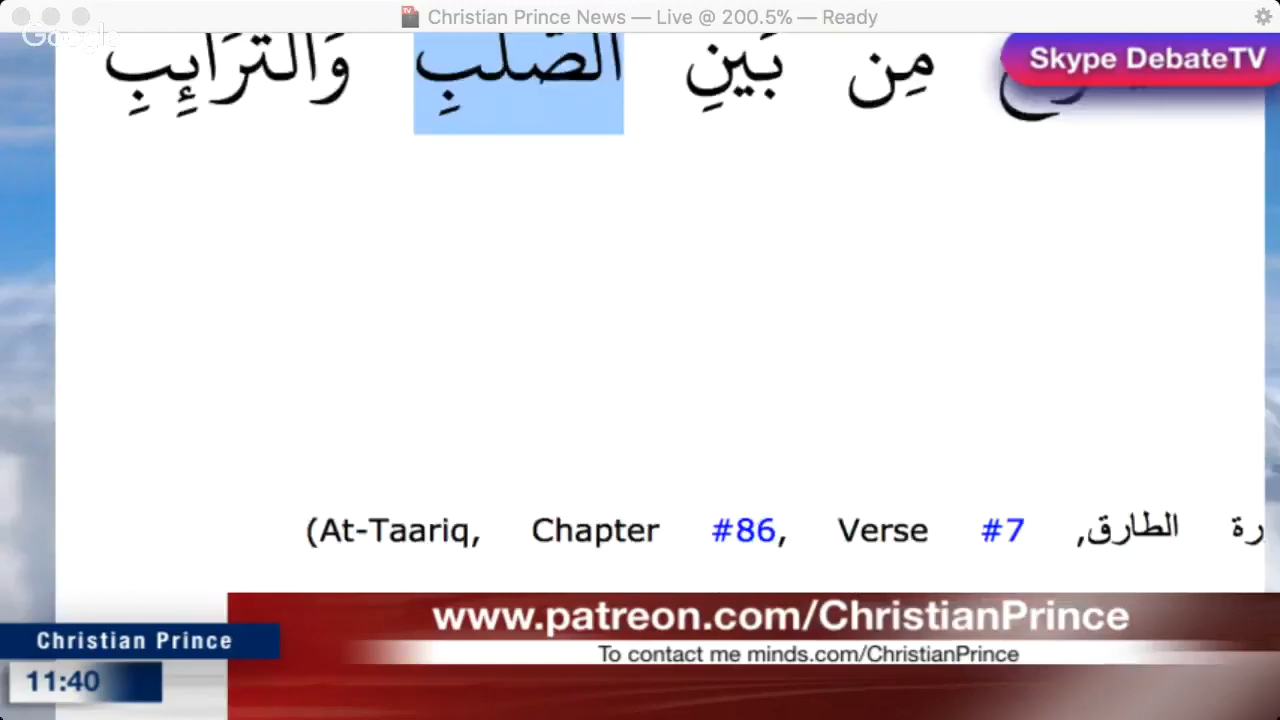 Christian Prince News — Live @ 200.5% — Ready
Google
Skype DebateTV
مِن بَيْنِ الصُّلْبِ وَالتَّرَائِبِ
(At-Taariq, Chapter #86, Verse #7 الطارق,
www.patreon.com/ChristianPrince
To contact me minds.com/ChristianPrince
Christian Prince
11:40